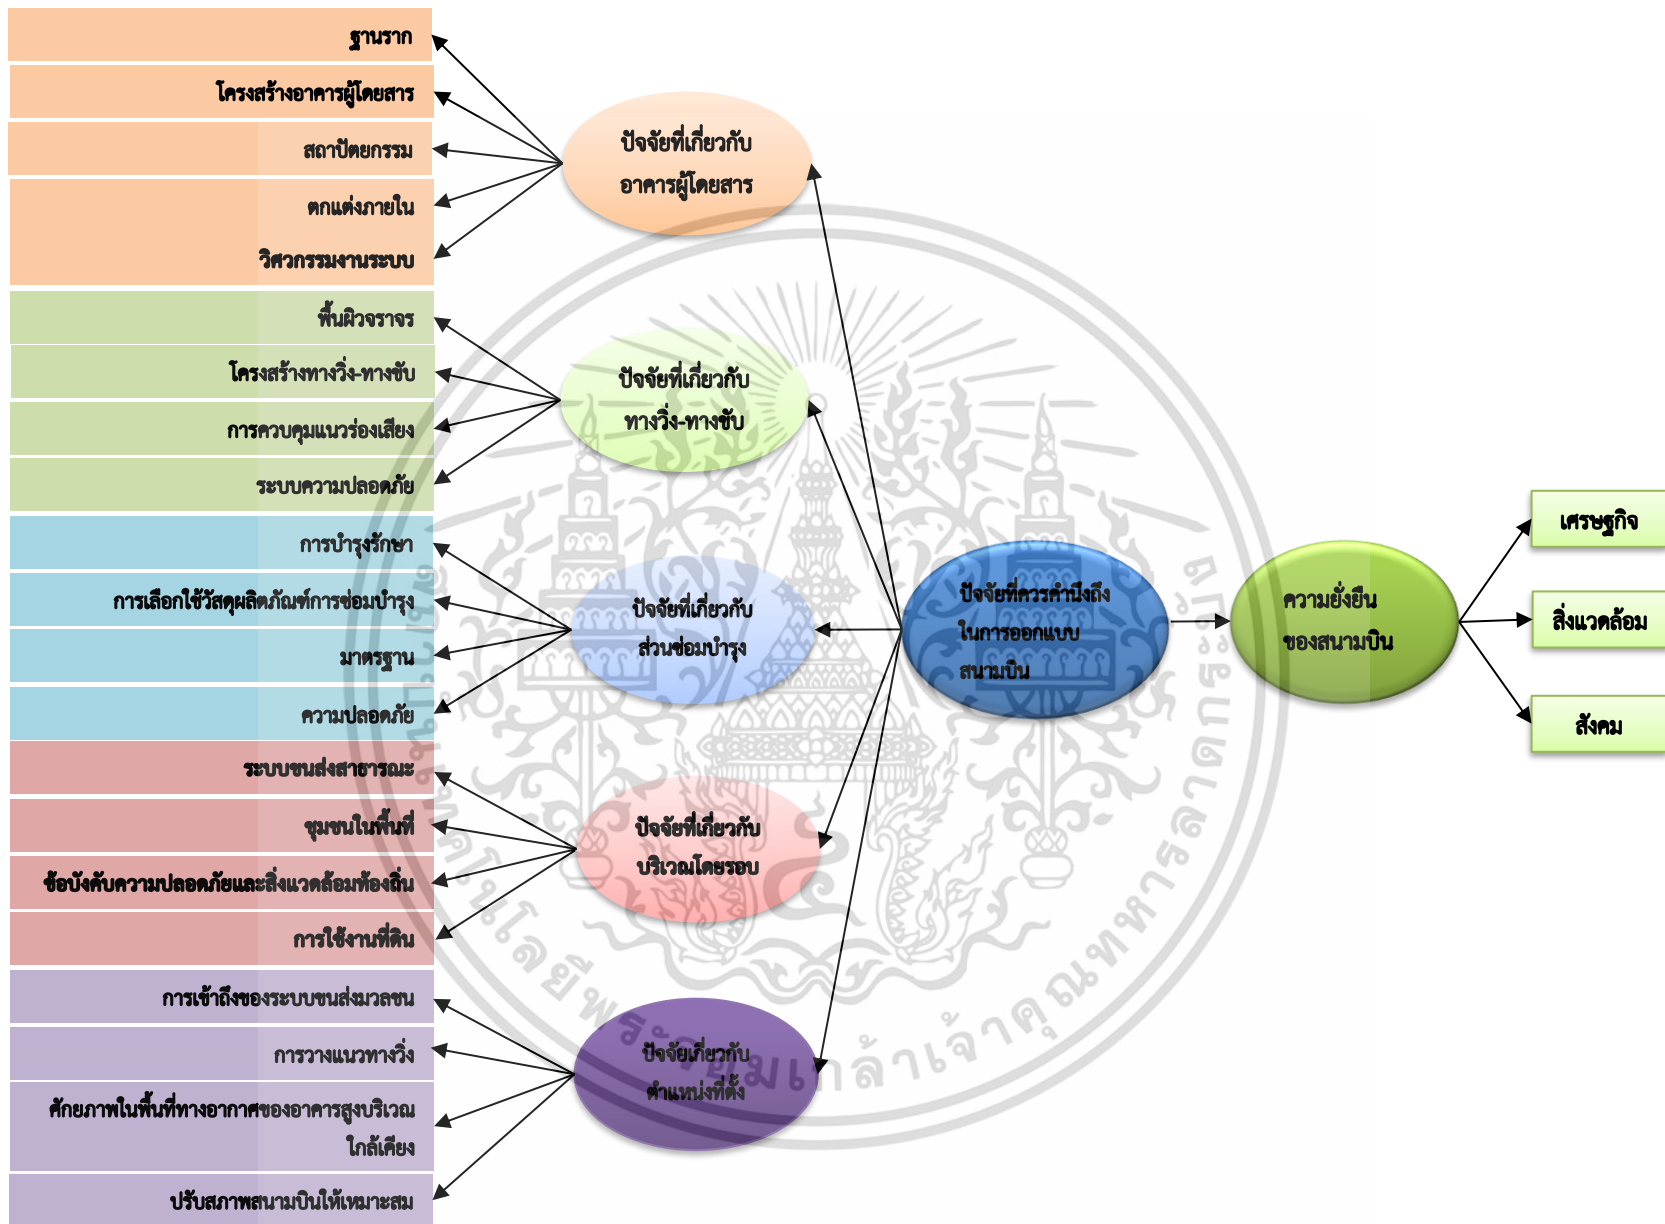 ฐานราก
โครงสร้างอาคารผู้โดยสาร
สถาปัตยกรรม
ตกแต่งภายใน
วิศวกรรมงานระบบ
พื้นผิวจราจร
โครงสร้างทางวิ่ง-ทางขับ
การควบคุมแนวร่องเสียง
ระบบความปลอดภัย
การบำรุงรักษา
การเลือกใช้วัสดุผลิตภัณฑ์การซ่อมบำรุง
มาตรฐาน
ความปลอดภัย
ระบบขนส่งสาธารณะ
ชุมชนในพื้นที่
ข้อบังคับความปลอดภัยและสิ่งแวดล้อมท้องถิ่น
การใช้งานที่ดิน
การเข้าถึงของระบบขนส่งมวลชน
การวางแนวทางวิ่ง
ศักยภาพในพื้นที่ทางอากาศของอาคารสูงบริเวณ
ใกล้เคียง
ปรับสภาพสนามบินให้เหมาะสม
ปัจจัยที่เกี่ยวกับ
อาคารผู้โดยสาร
ปัจจัยที่เกี่ยวกับ
ทางวิ่ง-ทางขับ
ปัจจัยที่เกี่ยวกับ
ส่วนซ่อมบำรุง
ปัจจัยที่เกี่ยวกับ
บริเวณโดยรอบ
ปัจจัยเกี่ยวกับ
ตำแหน่งที่ตั้ง
ปัจจัยที่ควรคำนึงถึง
ในการออกแบบ
สนามบิน
ความยั่งยืน
ของสนามบิน
เศรษฐกิจ
สิ่งแวดล้อม
สังคม
พระจอมเกล้าเจ้าคุณทหารลาดกระบัง